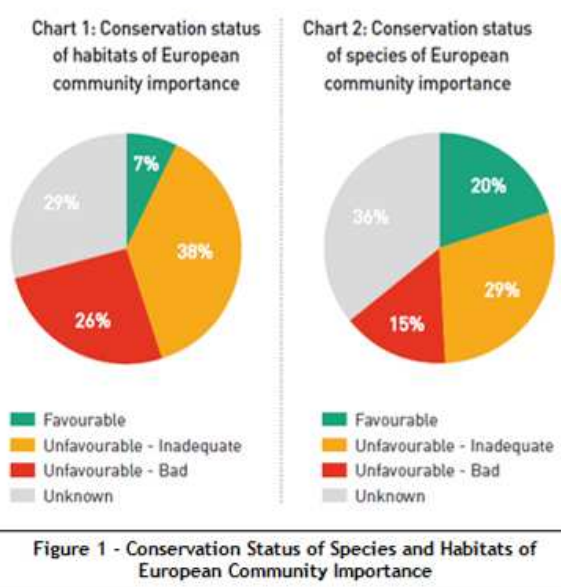 Chart 1: Conservation status
of habitats of European
community importance
7%
38%
26%
29%
Favourable
Unfavourable - Inadequate
Unfavourable - Bad
Unknown
Chart 2: Conservation status
of species of European
community importance
20%
29%
15%
36%
Favourable
Unfavourable - Inadequate
Unfavourable - Bad
Unknown
Figure 1 - Conservation Status of Species and Habitats of
European Community Importance